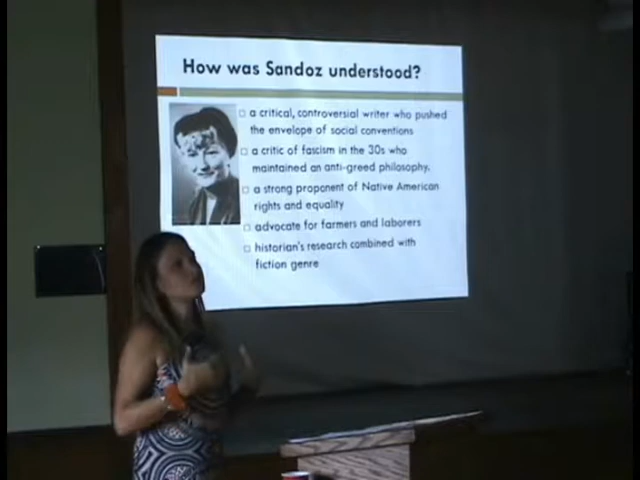 How was Sandoz understood?
a critical, controversial writer who pushed
the envelope of social conventions
a critic of fascism in the 30s who
maintained an anti-greed philosophy.
a strong proponent of Native American
rights and equality
advocate for farmers and laborers
historian's research combined with
fiction genre